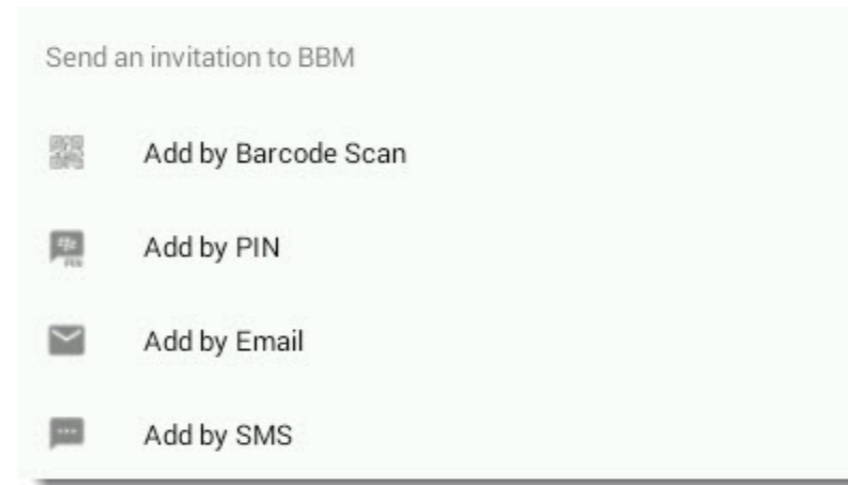 Send an invitation to BBM
Add by Barcode Scan
Add by PIN
Add by Email
Add by SMS